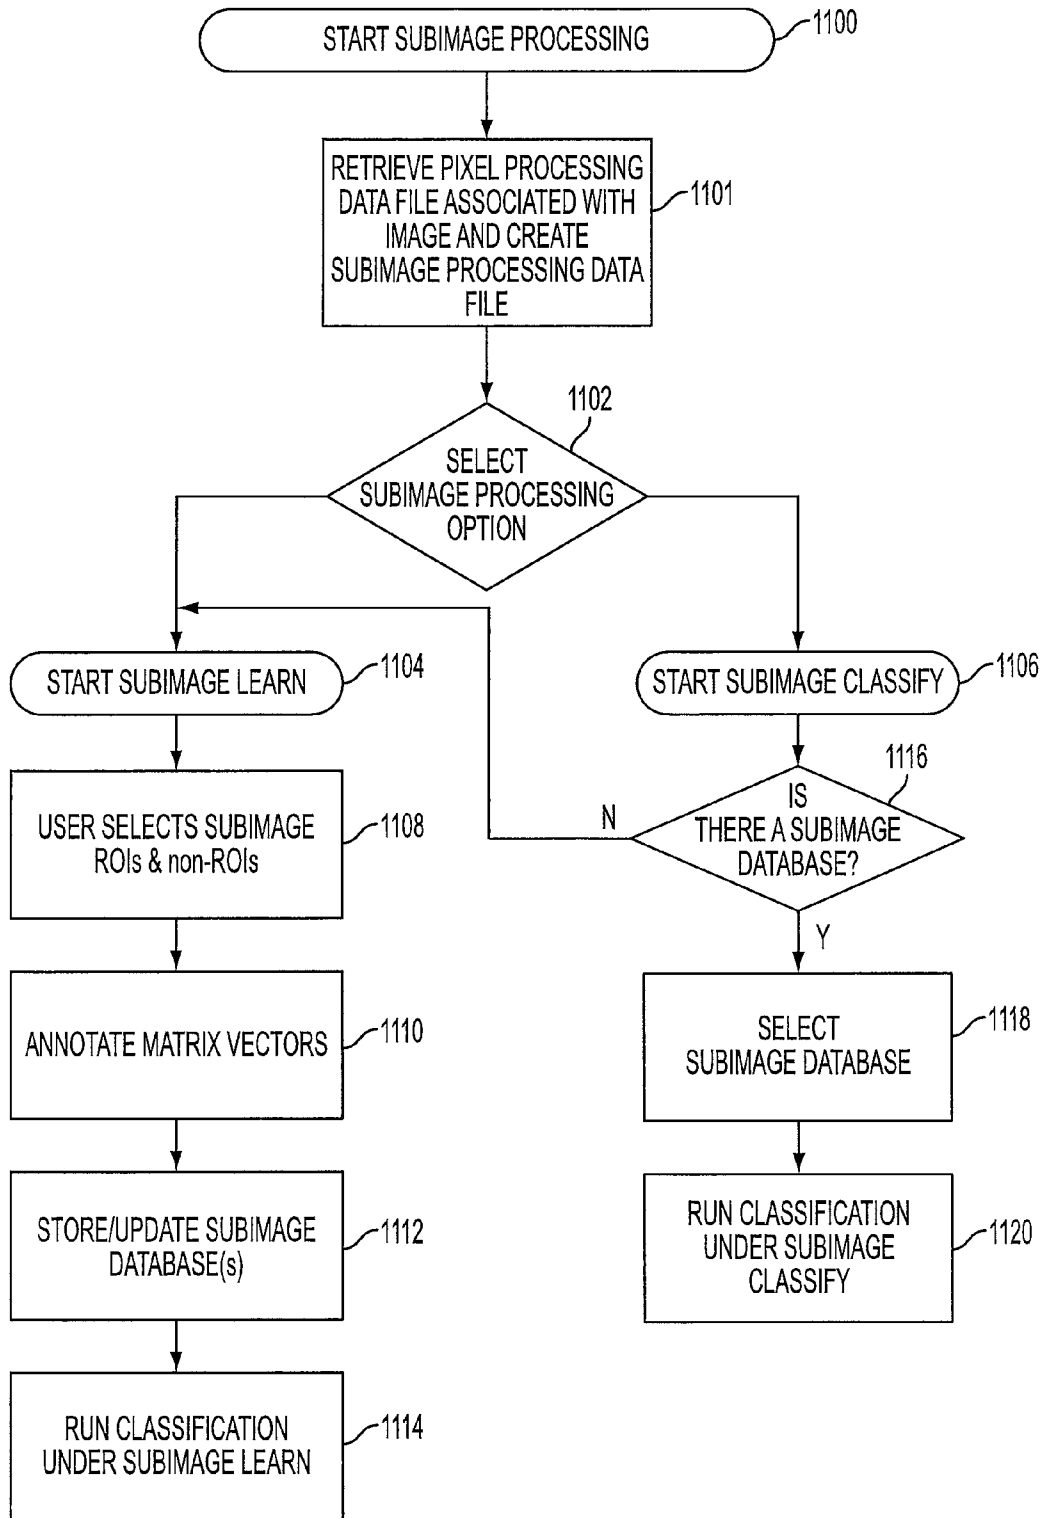 START SUBIMAGE PROCESSING
1100
RETRIEVE PIXEL PROCESSING
DATA FILE ASSOCIATED WITH
IMAGE AND CREATE
SUBIMAGE PROCESSING DATA
FILE
1101
1102
SELECT
SUBIMAGE PROCESSING
OPTION
START SUBIMAGE LEARN
1104
START SUBIMAGE CLASSIFY
1106
USER SELECTS SUBIMAGE
ROIs & non-ROIs
1108
1116
IS
THERE A SUBIMAGE
DATABASE?
N
Y
ANNOTATE MATRIX VECTORS
1110
SELECT
SUBIMAGE DATABASE
1118
STORE/UPDATE SUBIMAGE
DATABASE(s)
1112
RUN CLASSIFICATION
UNDER SUBIMAGE
CLASSIFY
1120
RUN CLASSIFICATION
UNDER SUBIMAGE LEARN
1114